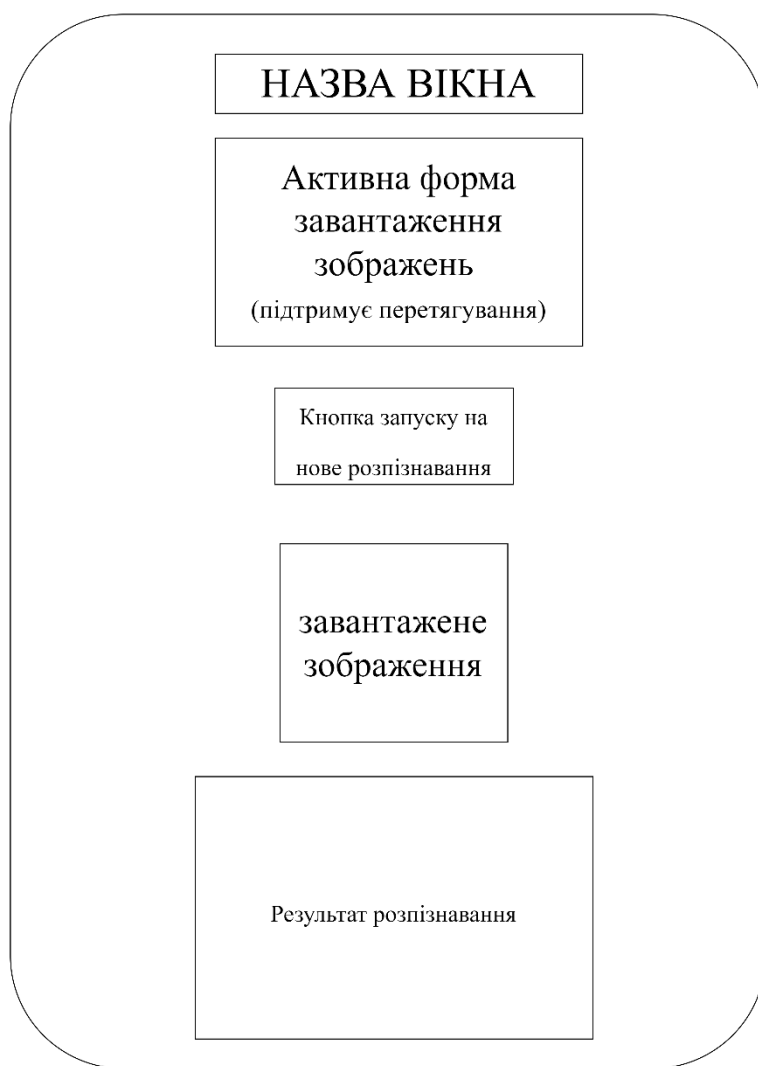 НАЗВА ВІКНА
Активна форма
завантаження
зображень
(підтримує перетягування)
Кнопка запуску на
нове розпізнавання
завантажене
зображення
Результат розпізнавання